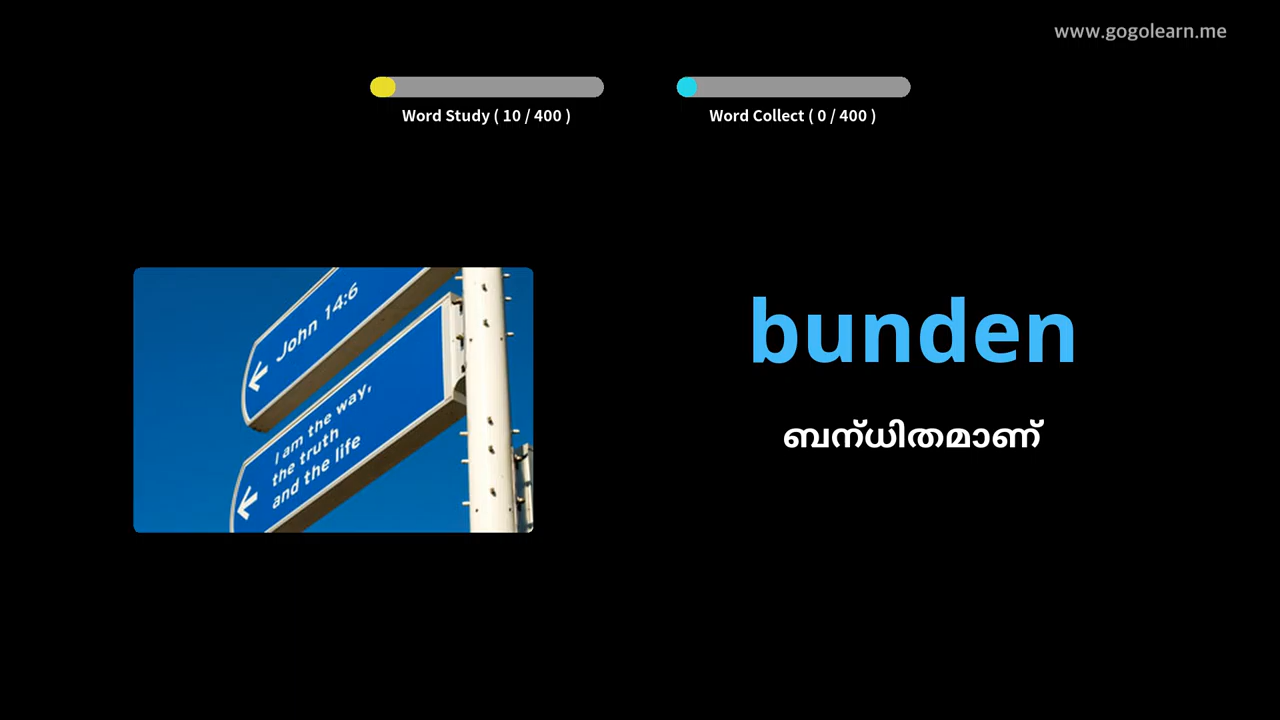 www.gogolearn.me
Word Study ( 10 / 400 )
Word Collect ( 0 / 400 )
John 14:6
I am the way,
the truth
and the life
bunden
ബന്ധിതമാണ്